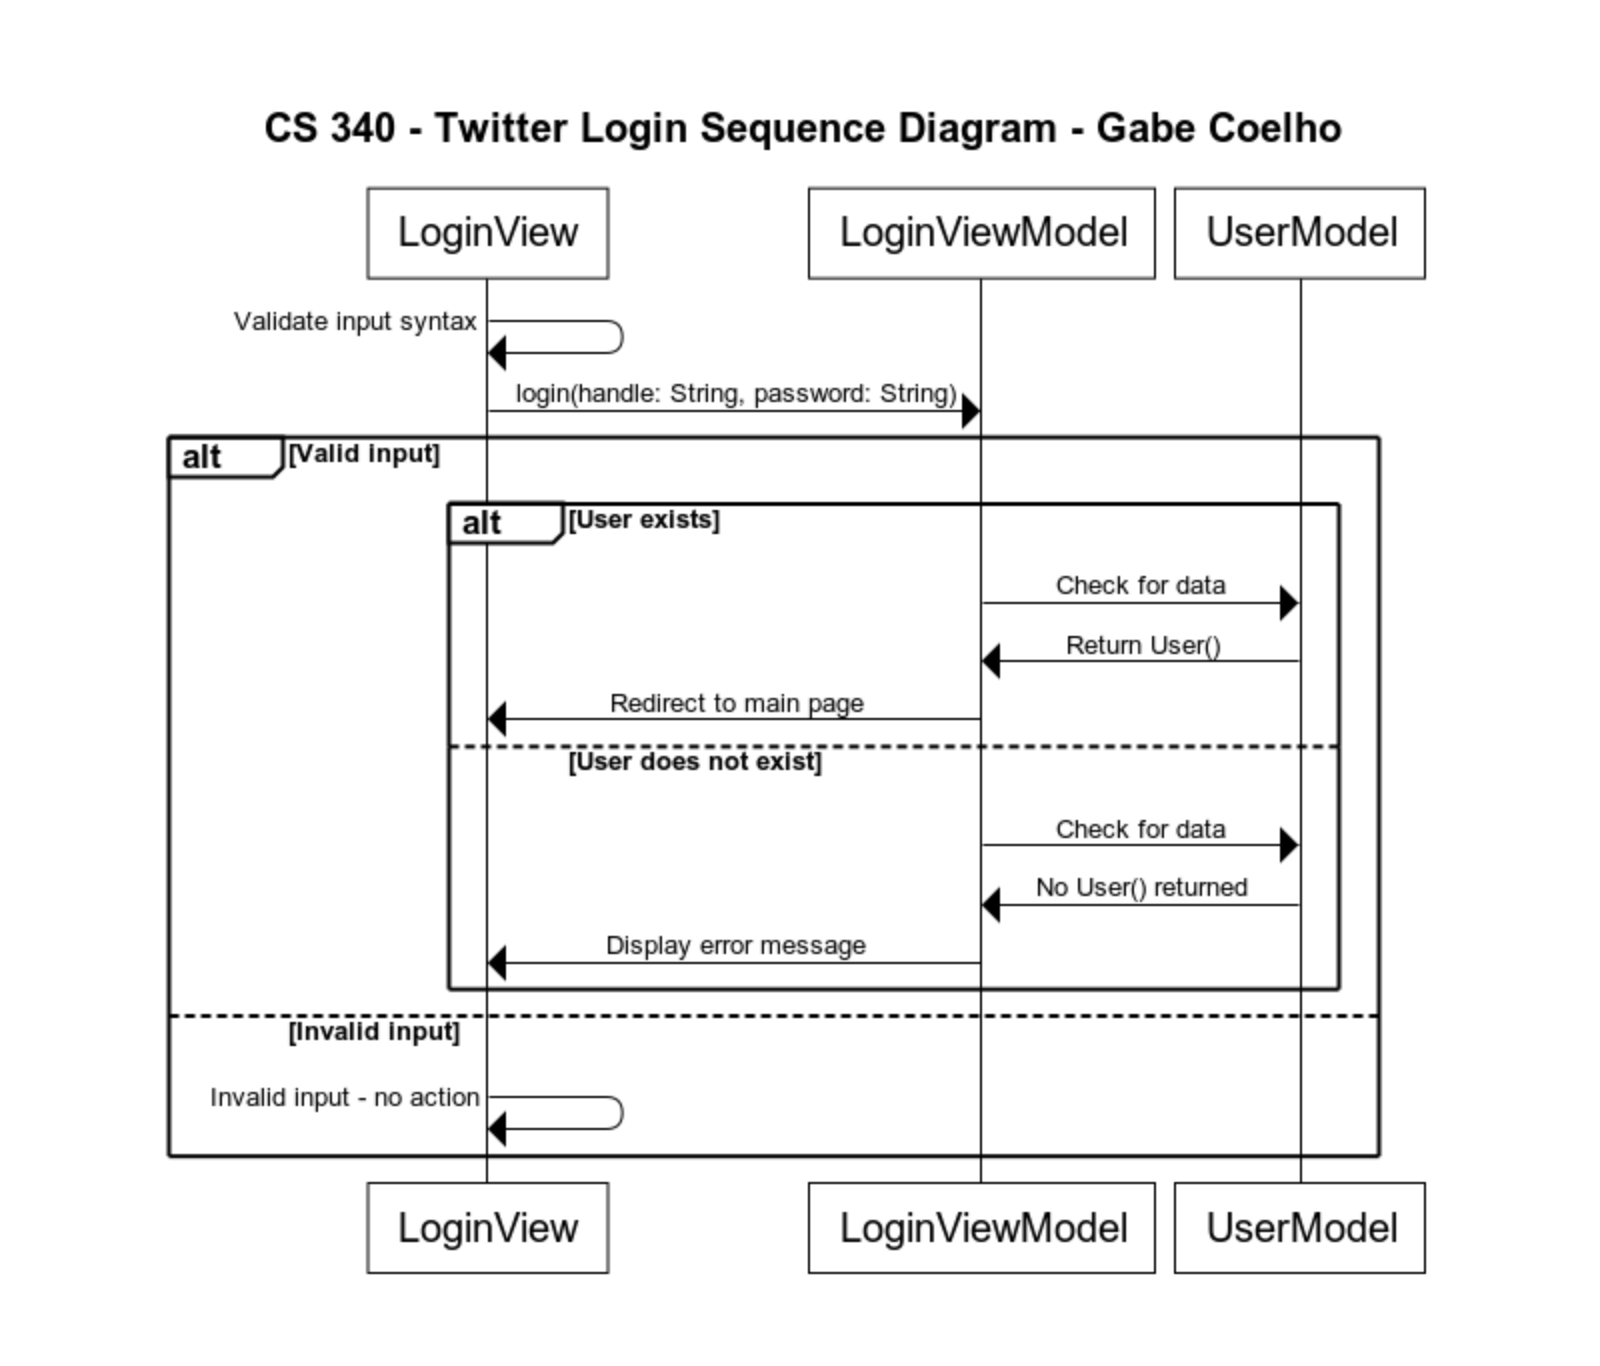 CS 340 - Twitter Login Sequence Diagram - Gabe Coelho
LoginView
LoginViewModel
UserModel
Validate input syntax
login(handle: String, password: String)
alt
[Valid input]
alt
[User exists]
Check for data
Return User()
Redirect to main page
[User does not exist]
Check for data
No User() returned
Display error message
[Invalid input]
Invalid input - no action
LoginView
LoginViewModel
UserModel